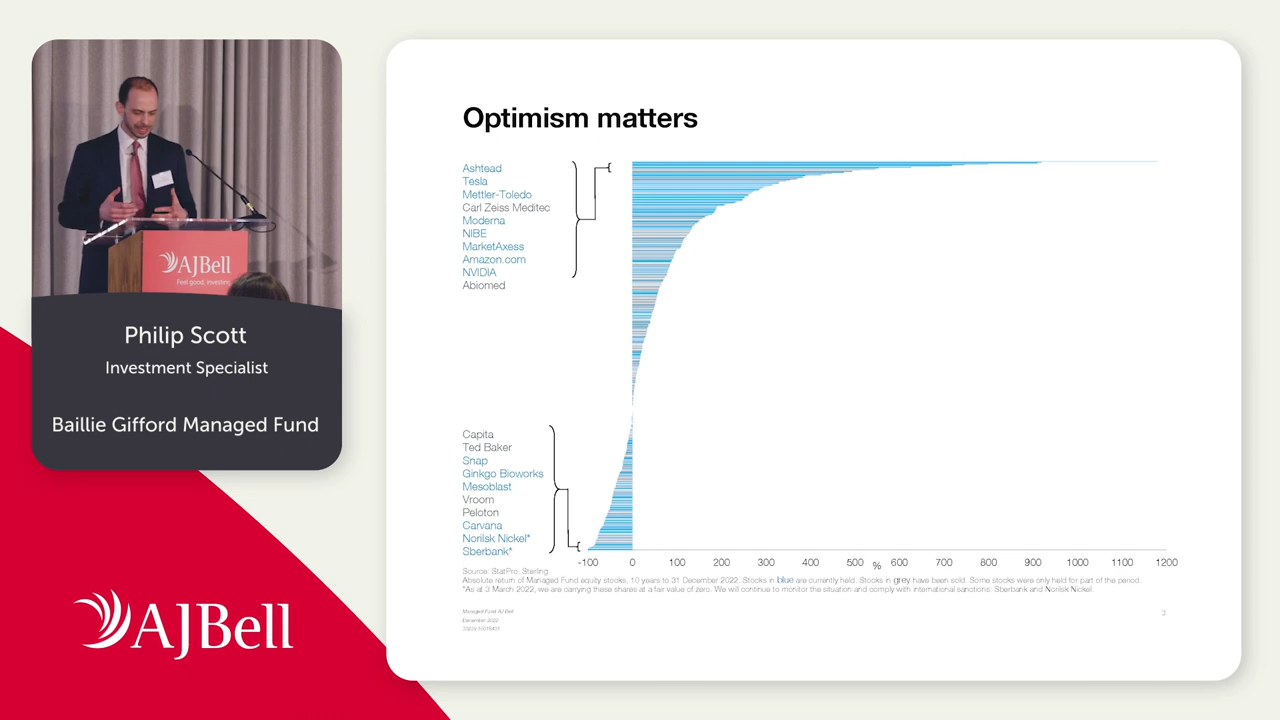 AJBell
Feel good, investing
Philip Scott
Investment Specialist
Baillie Gifford Managed Fund
AJBell
Optimism matters
Ashtead
Tesla
Mettler-Toledo
Carl Zeiss Meditec
Moderna
NIBE
MarketAxess
Amazon.com
NVIDIA
Abiomed
Capita
Ted Baker
Snap
Ginkgo Bioworks
Mesoblast
Vroom
Peloton
Carvana
Norilsk Nickel*
Sberbank*
-100 0 100 200 300 400 500 % 600 700 800 900 1000 1100 1200
Source: StatPro, Sterling.
Absolute return of Managed Fund equity stocks, 10 years to 31 December 2022. Stocks in blue are currently held. Stocks in grey have been sold. Some stocks were only held for part of the period.
*As at 3 March 2022, we are carrying these shares at a fair value of zero. We will continue to monitor the situation and comply with international sanctions: Sberbank and Norilsk Nickel.
Managed Fund AJ Bell
December 2022
3